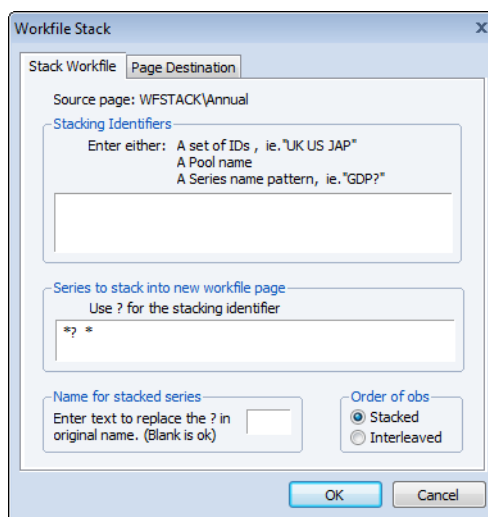 Workfile Stack
Stack Workfile Page Destination
Source page: WFSTACK\Annual
Stacking Identifiers
Enter either: A set of IDs , ie."UK US JAP"
A Pool name
A Series name pattern, ie."GDP?"
Series to stack into new workfile page
Use ? for the stacking identifier
*? *
Name for stacked series
Enter text to replace the ? in
original name. (Blank is ok)
Order of obs
Stacked
Interleaved
OK Cancel